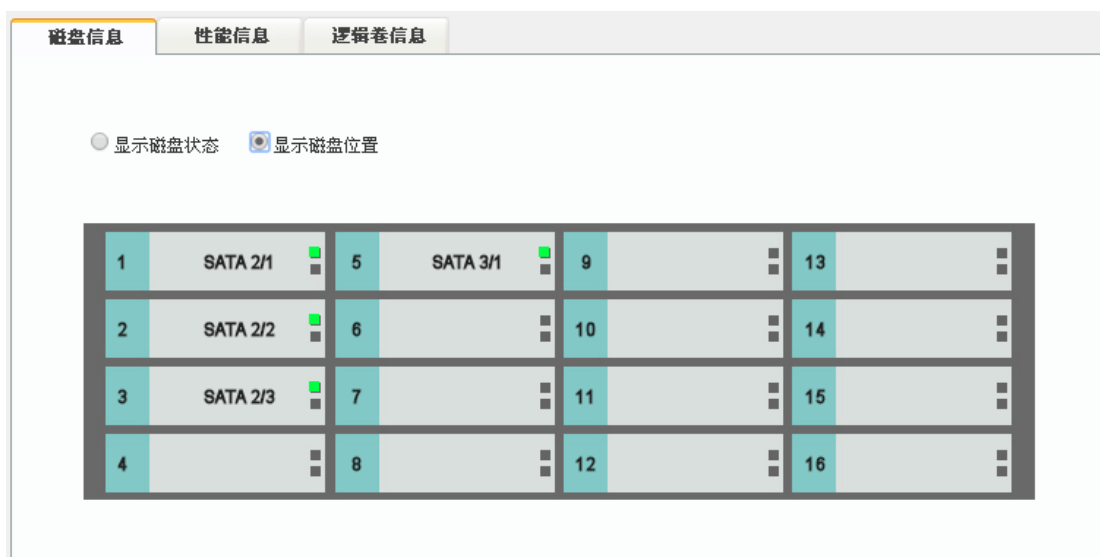 磁盘信息 性能信息 逻辑卷信息
显示磁盘状态 显示磁盘位置
1 SATA 2/1 5 SATA 3/1 9 13
2 SATA 2/2 6 10 14
3 SATA 2/3 7 11 15
4 8 12 16